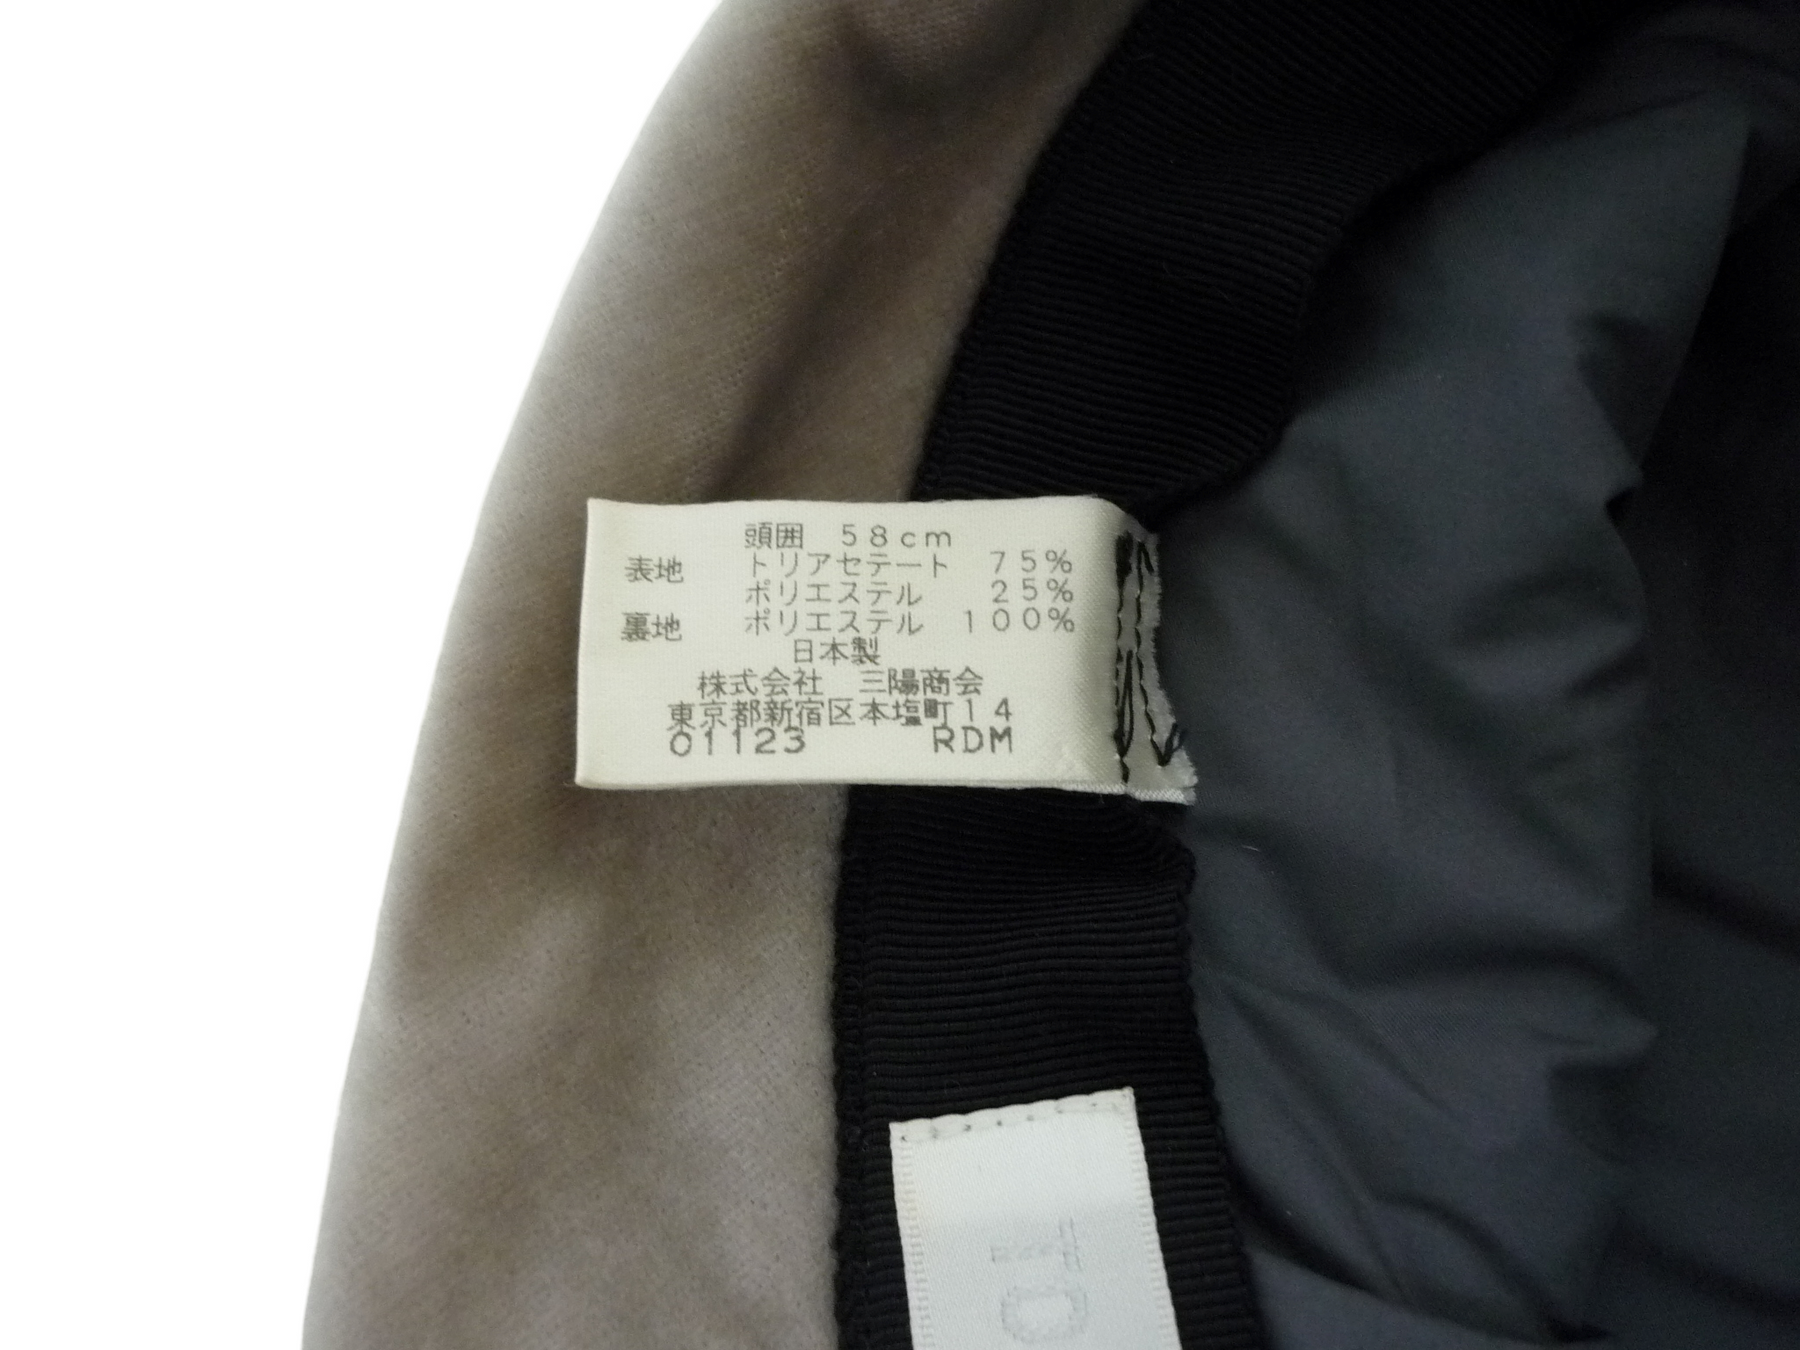 頭囲 58cm
表地 トリアセテート 75%
ポリエステル 25%
裏地 ポリエステル 100%
日本製
株式会社 三陽商会
東京都新宿区本塩町14
01123 RDM
TO